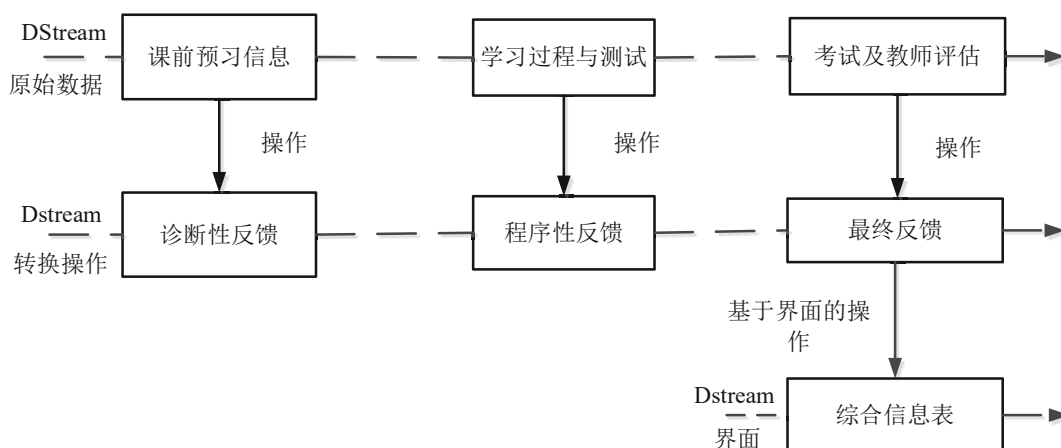 DStream
原始数据
课前预习信息
学习过程与测试
考试及教师评估
操作
操作
操作
Dstream
转换操作
诊断性反馈
程序性反馈
最终反馈
基于界面的操
作
Dstream
界面
综合信息表